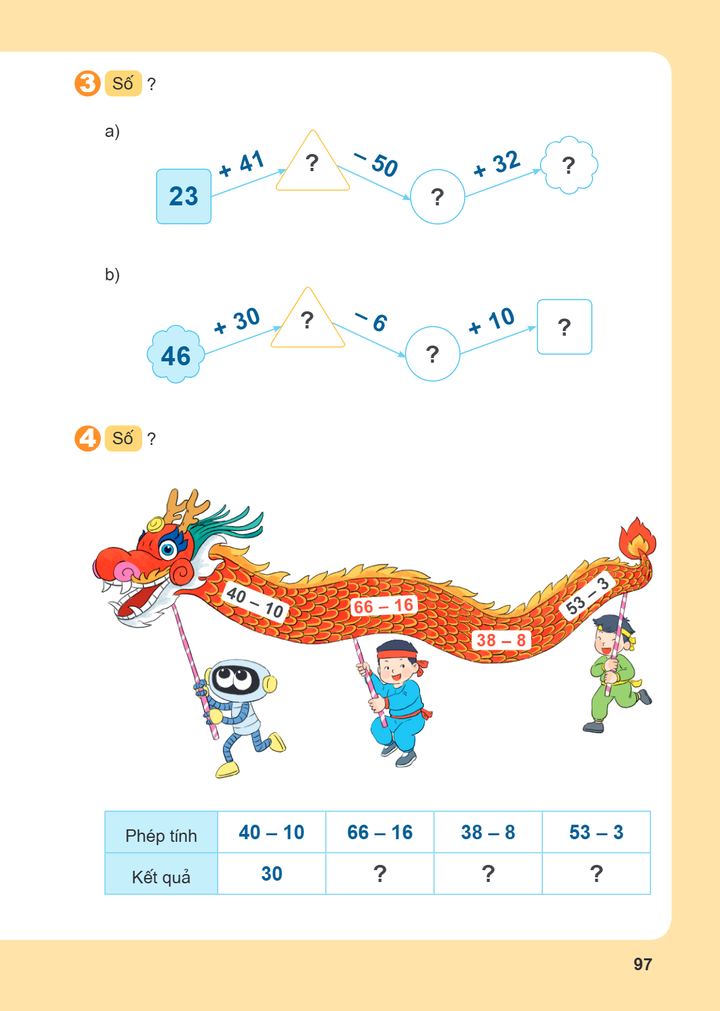 3 Số ?
a)
23 + 41 ? – 50 ? + 32 ?
b)
46 + 30 ? – 6 ? + 10 ?
4 Số ?
40 – 10
66 – 16
38 – 8
53 – 3
Phép tính 40 – 10 66 – 16 38 – 8 53 – 3
Kết quả 30 ? ? ?
97